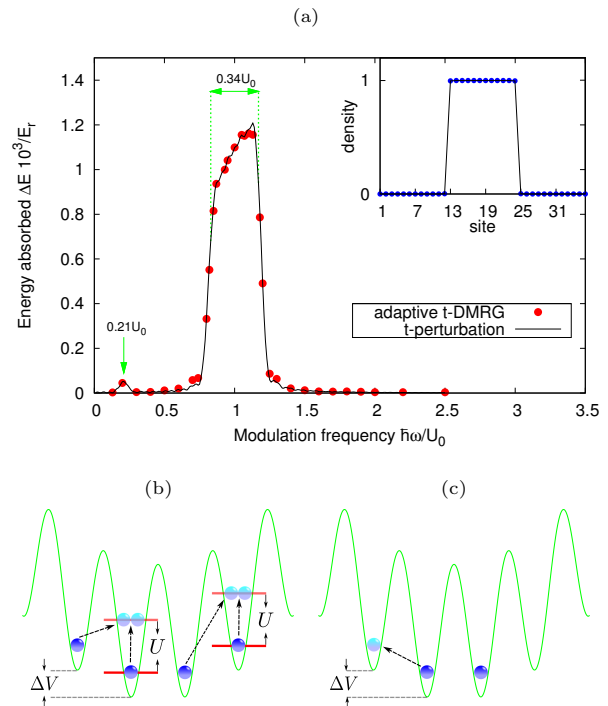 (a)
Energy absorbed ΔE 10³/Eᵣ
1.4
1.2
1
0.8
0.6
0.4
0.2
0
0.34U₀
0.21U₀
density
1
0
1 7 13 19 25 31
site
adaptive t-DMRG
t-perturbation
0 0.5 1 1.5 2 2.5 3 3.5
Modulation frequency ħω/U₀
(b)
U
U
ΔV
(c)
ΔV